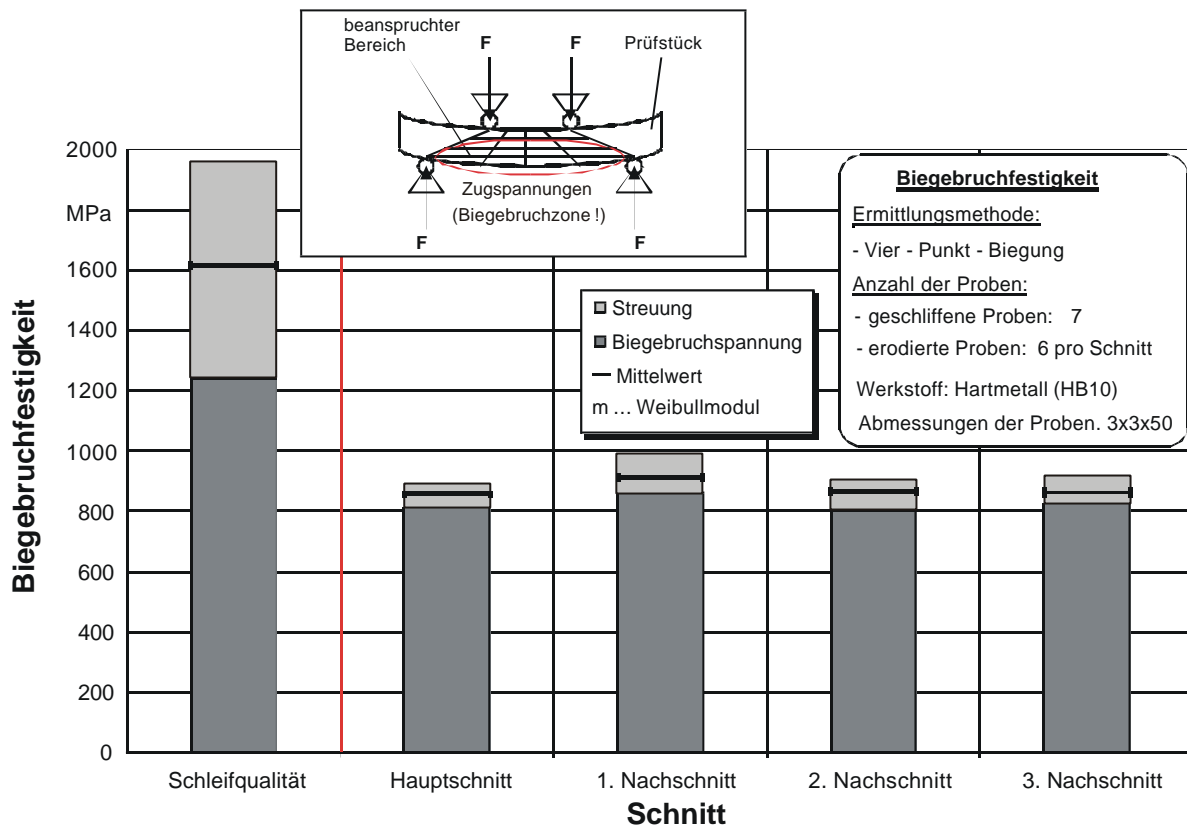 beanspruchter
Bereich
F
F
Prüfstück
Zugspannungen
(Biegebruchzone !)
F
F
Biegebruchfestigkeit
Ermittlungsmethode:
- Vier - Punkt - Biegung
Anzahl der Proben:
- geschliffene Proben: 7
- erodierte Proben: 6 pro Schnitt
Werkstoff: Hartmetall (HB10)
Abmessungen der Proben. 3x3x50
Streuung
Biegebruchspannung
Mittelwert
m ... Weibullmodul
Biegebruchfestigkeit
2000
MPa
1600
1400
1200
1000
800
600
400
200
0
Schleifqualität
Hauptschnitt
1. Nachschnitt
2. Nachschnitt
3. Nachschnitt
Schnitt